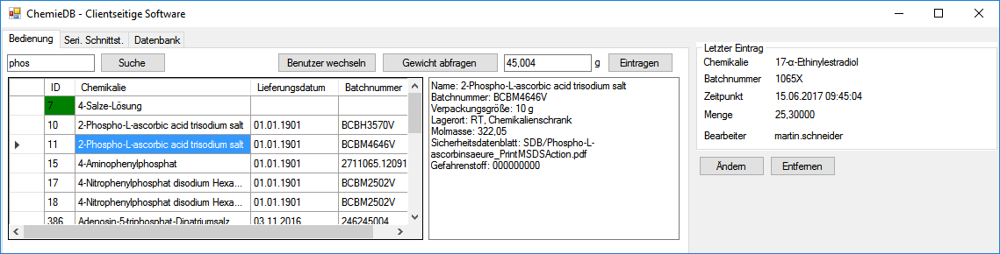 ChemieDB - Clientseitige Software
Bedienung Seri. Schnittst. Datenbank
phos Suche Benutzer wechseln Gewicht abfragen 45,004 g Eintragen
ID Chemikalie Lieferungsdatum Batchnummer
7 4-Salze-Lösung
10 2-Phospho-L-ascorbic acid trisodium salt 01.01.1901 BCBH3570V
11 2-Phospho-L-ascorbic acid trisodium salt 01.01.1901 BCBM4646V
15 4-Aminophenylphosphat 01.01.1901 2711065.12091
17 4-Nitrophenylphosphat disodium Hexa... 01.01.1901 BCBM2502V
18 4-Nitrophenylphosphat disodium Hexa... 01.01.1901 BCBM2502V
386 Adenosin-5-triphosphat-Dinatriumsalz 03.11.2016 246245004
Name: 2-Phospho-L-ascorbic acid trisodium salt
Batchnummer: BCBM4646V
Verpackungsgröße: 10 g
Lagerort: RT, Chemikalienschrank
Molmasse: 322,05
Sicherheitsdatenblatt: SDB/Phospho-L-
ascorbinsaeure_PrintMSDSAction.pdf
Gefahrenstoff: 000000000
Letzter Eintrag
Chemikalie 17-α-Ethinylestradiol
Batchnummer 1065X
Zeitpunkt 15.06.2017 09:45:04
Menge 25,30000
Bearbeiter martin.schneider
Ändern Entfernen